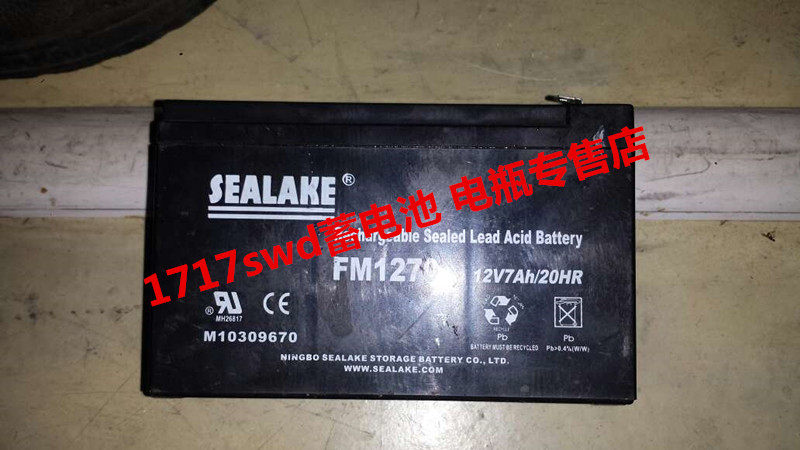 SEALAKE®
1717swd蓄电池 电瓶专售店
Rechargeable Sealed Lead Acid Battery
FM1270
12V7Ah/20HR
MH26817
RECYCLE
Pb
Pb
BATTERY MUST BE RECYCLED
Pb>0.4%(W/W)
M10309670
NINGBO SEALAKE STORAGE BATTERY CO., LTD.
WWW.SEALAKE.COM